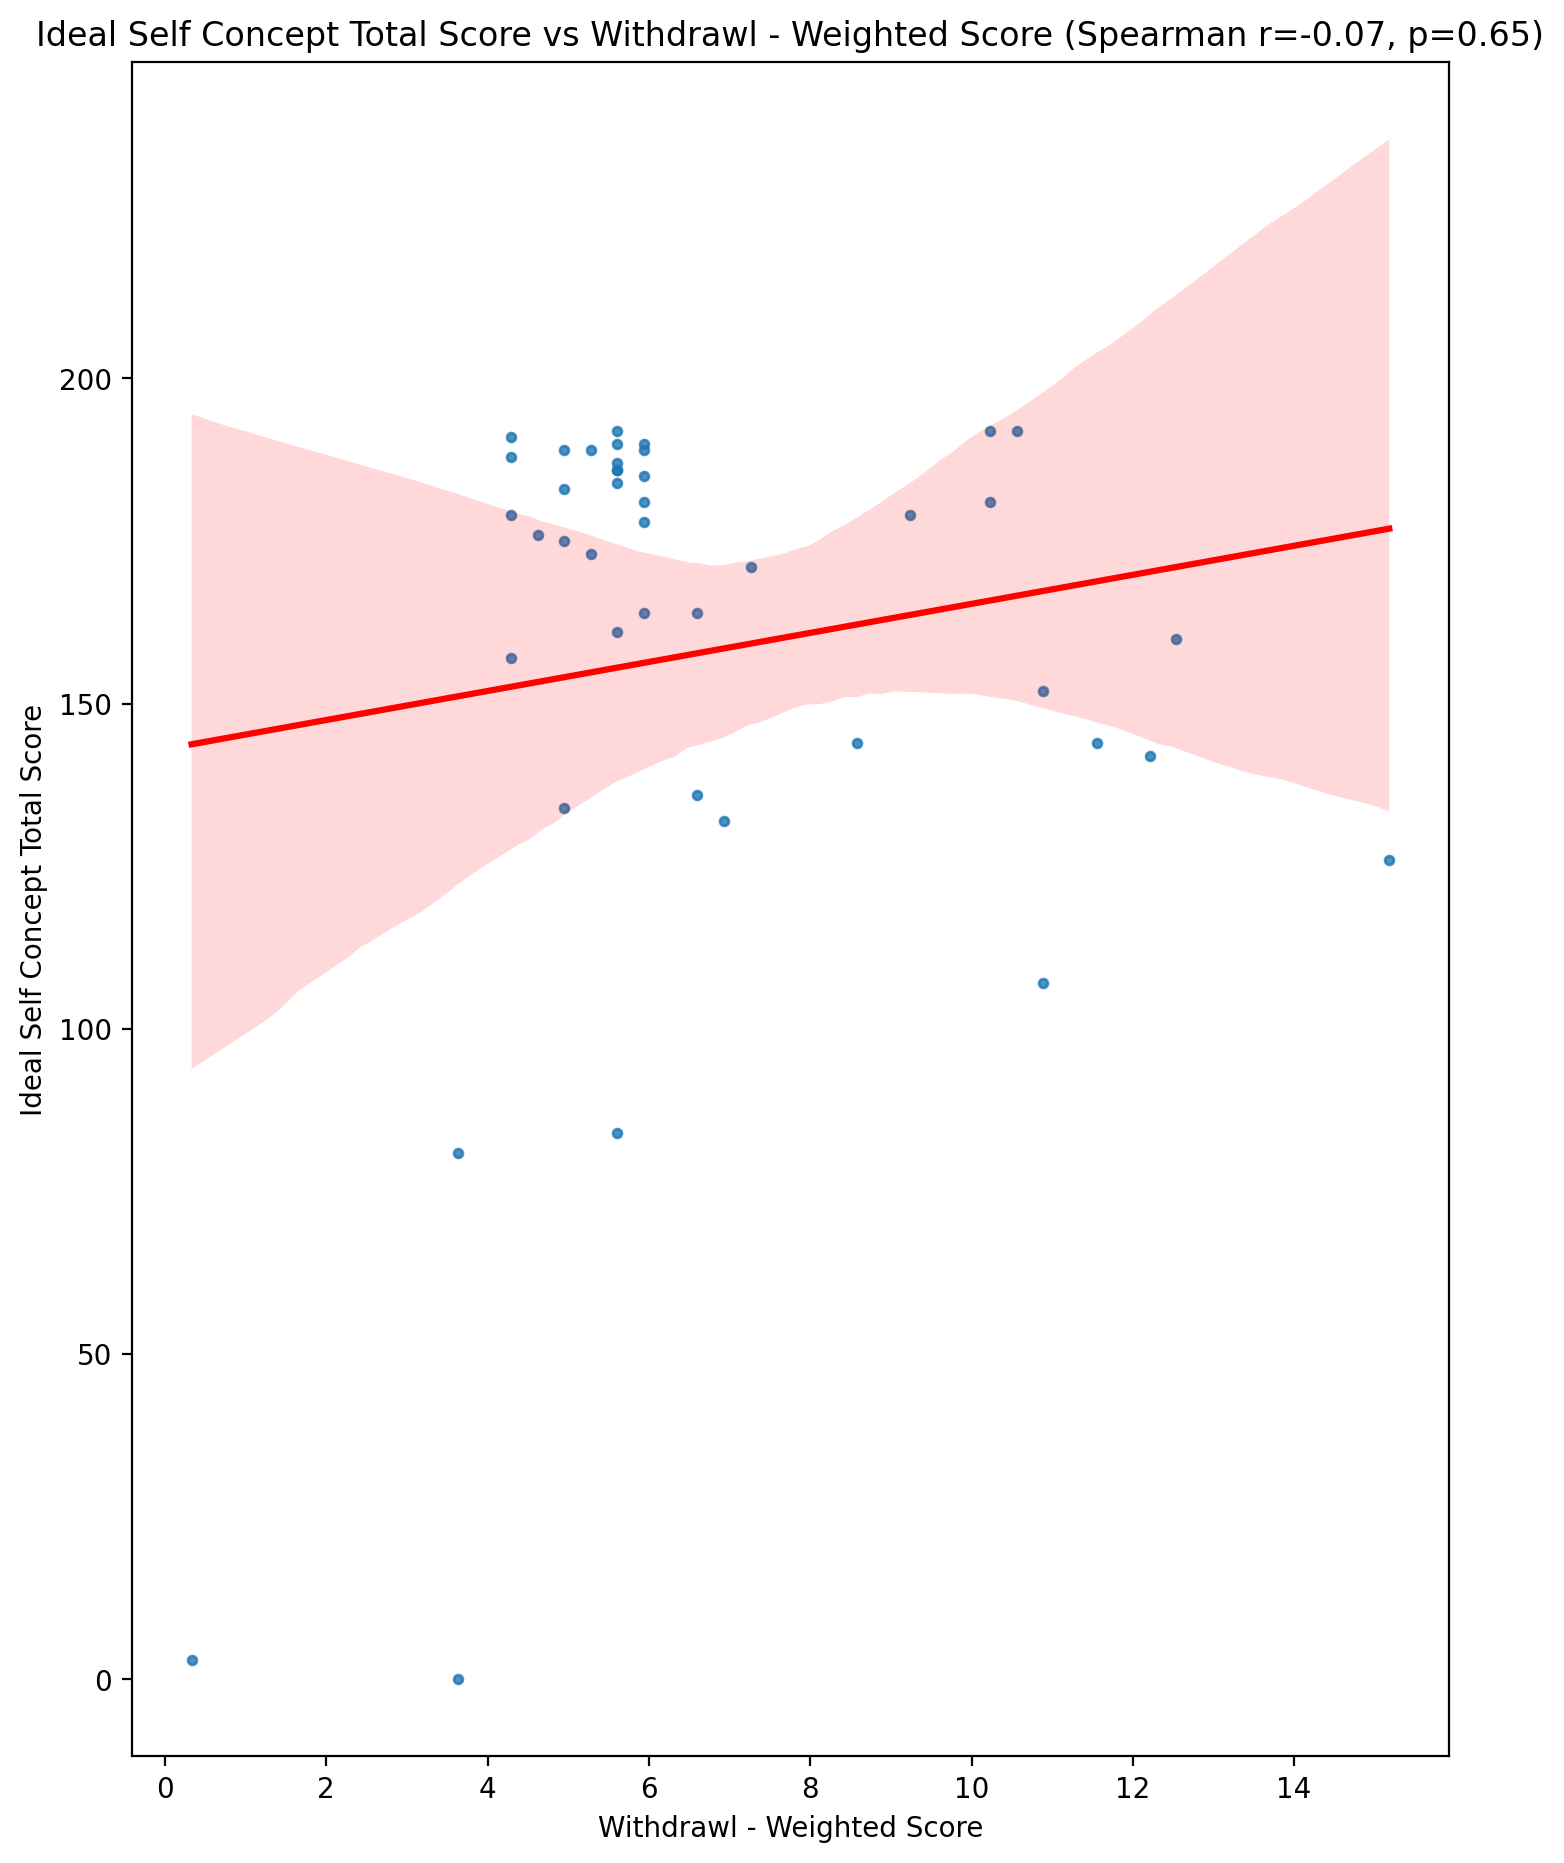 Ideal Self Concept Total Score vs Withdrawl - Weighted Score (Spearman r=-0.07, p=0.65)
Ideal Self Concept Total Score
200
150
100
50
0
0 2 4 6 8 10 12 14
Withdrawl - Weighted Score